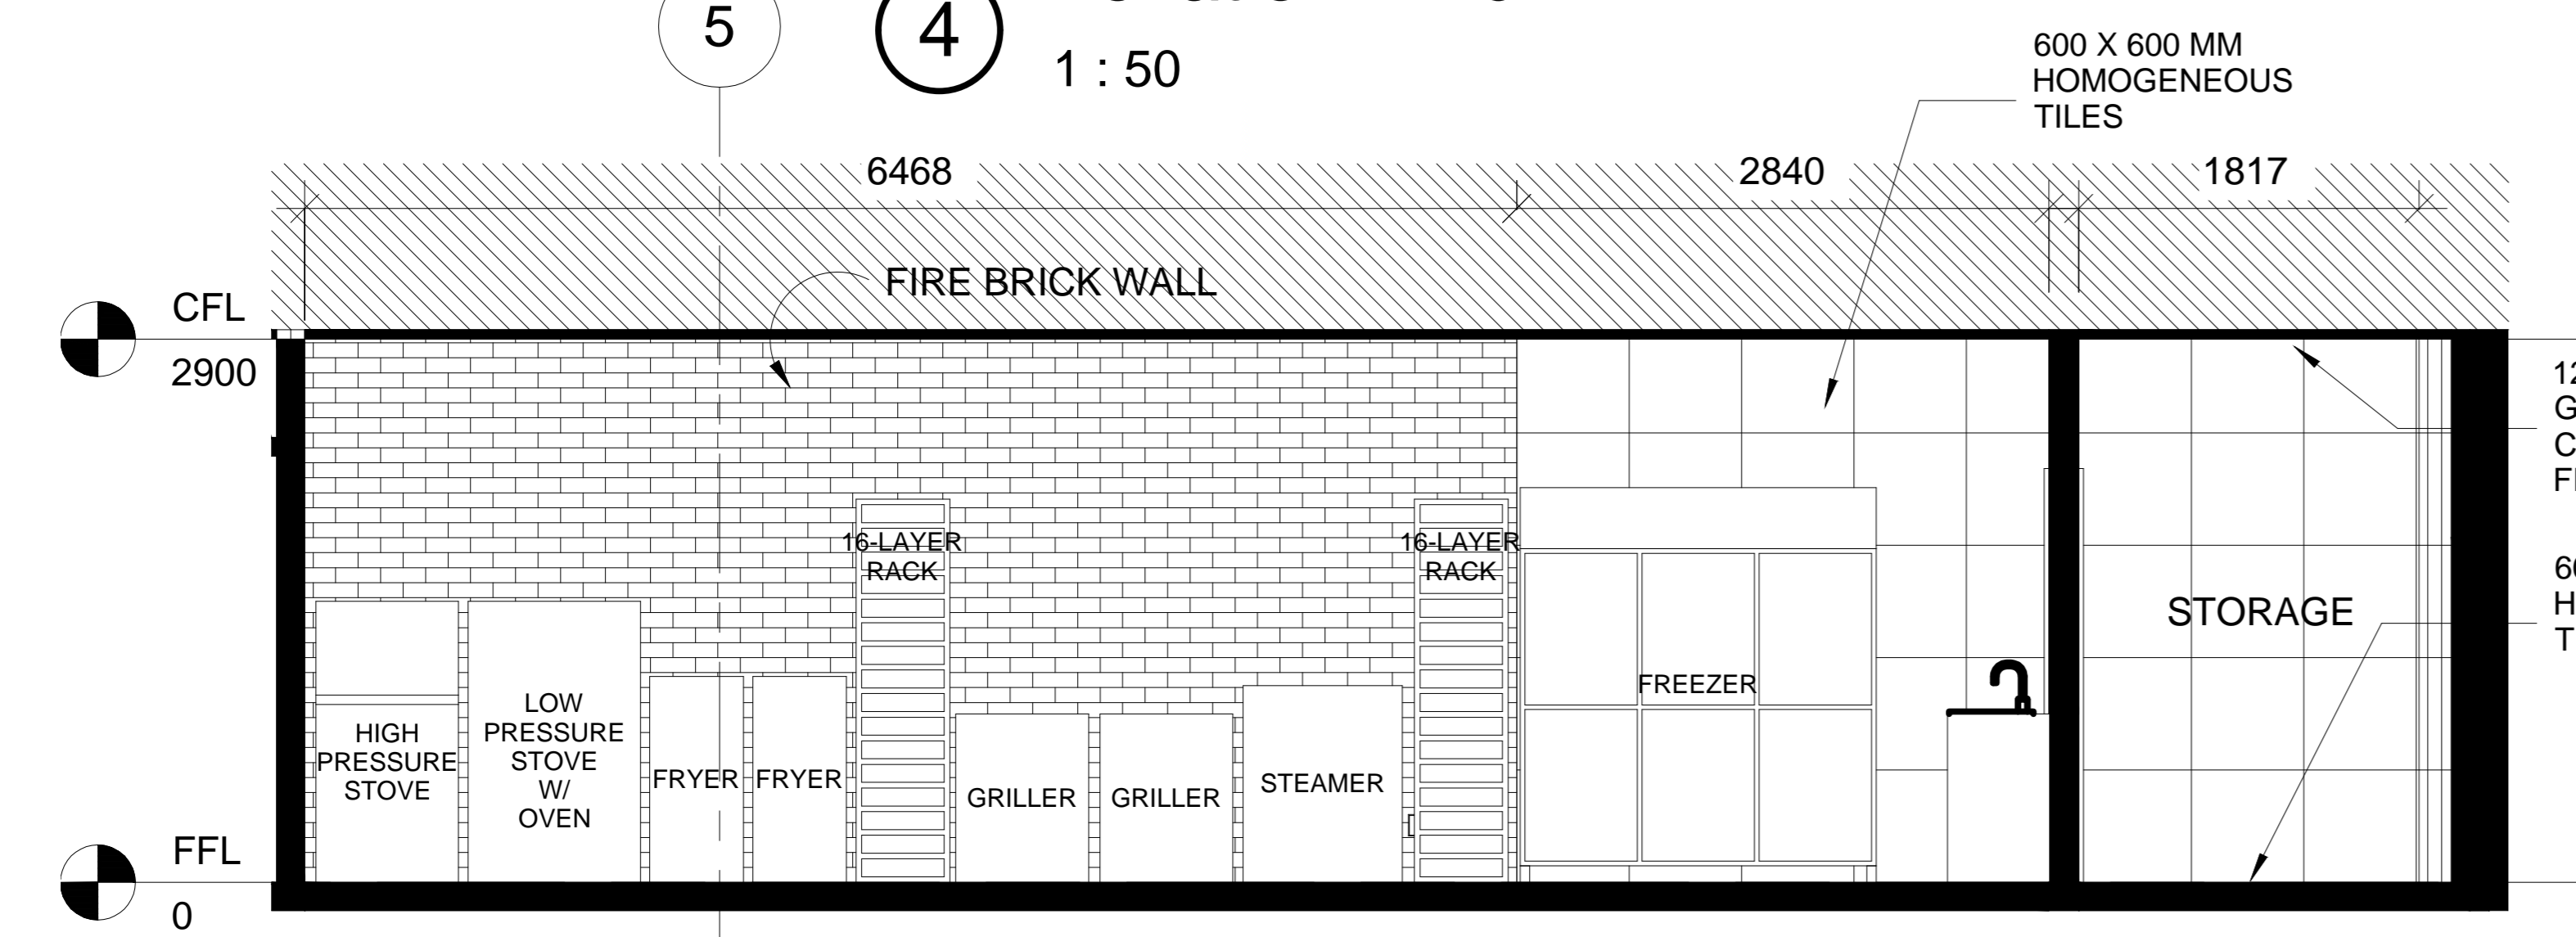 5
4
1 : 50
600 X 600 MM
HOMOGENEOUS
TILES
6468
2840
1817
FIRE BRICK WALL
CFL
2900
16-LAYER
RACK
16-LAYER
RACK
STORAGE
FREEZER
HIGH
PRESSURE
STOVE
LOW
PRESSURE
STOVE
W/
OVEN
FRYER
FRYER
GRILLER
GRILLER
STEAMER
FFL
0